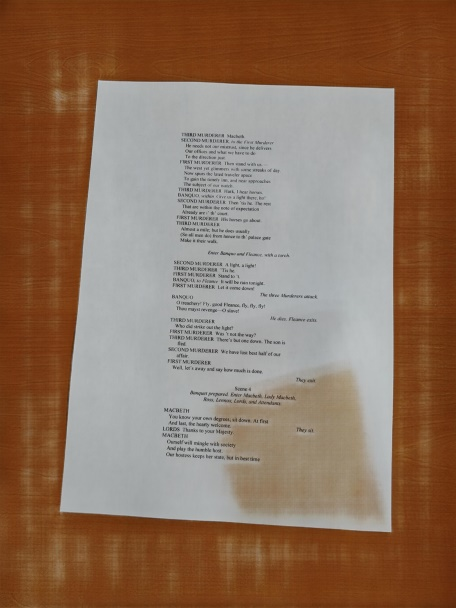 THIRD MURDERER Macbeth.
SECOND MURDERER, to the First Murderer
He needs not our mistrust, since he delivers
Our offices and what we have to do
To the direction just.
FIRST MURDERER Then stand with us.—
The west yet glimmers with some streaks of day.
Now spurs the lated traveler apace
To gain the timely inn, and near approaches
The subject of our watch.
THIRD MURDERER Hark, I hear horses.
BANQUO, within Give us a light there, ho!
SECOND MURDERER Then 'tis he. The rest
That are within the note of expectation
Already are i' th' court.
FIRST MURDERER His horses go about.
THIRD MURDERER
Almost a mile; but he does usually
(So all men do) from hence to th' palace gate
Make it their walk.
Enter Banquo and Fleance, with a torch.
SECOND MURDERER A light, a light!
THIRD MURDERER 'Tis he.
FIRST MURDERER Stand to 't.
BANQUO, to Fleance It will be rain tonight.
FIRST MURDERER Let it come down!
The three Murderers attack.
BANQUO
O treachery! Fly, good Fleance, fly, fly, fly!
Thou mayst revenge—O slave!
He dies. Fleance exits.
THIRD MURDERER
Who did strike out the light?
FIRST MURDERER Was 't not the way?
THIRD MURDERER There's but one down. The son is
fled.
SECOND MURDERER We have lost best half of our
affair.
FIRST MURDERER
Well, let's away and say how much is done.
They exit.
Scene 4
Banquet prepared. Enter Macbeth, Lady Macbeth,
Ross, Lennox, Lords, and Attendants.
MACBETH
You know your own degrees; sit down. At first
And last, the hearty welcome.
LORDS Thanks to your Majesty.
They sit.
MACBETH
Ourself will mingle with society
And play the humble host.
Our hostess keeps her state, but in best time